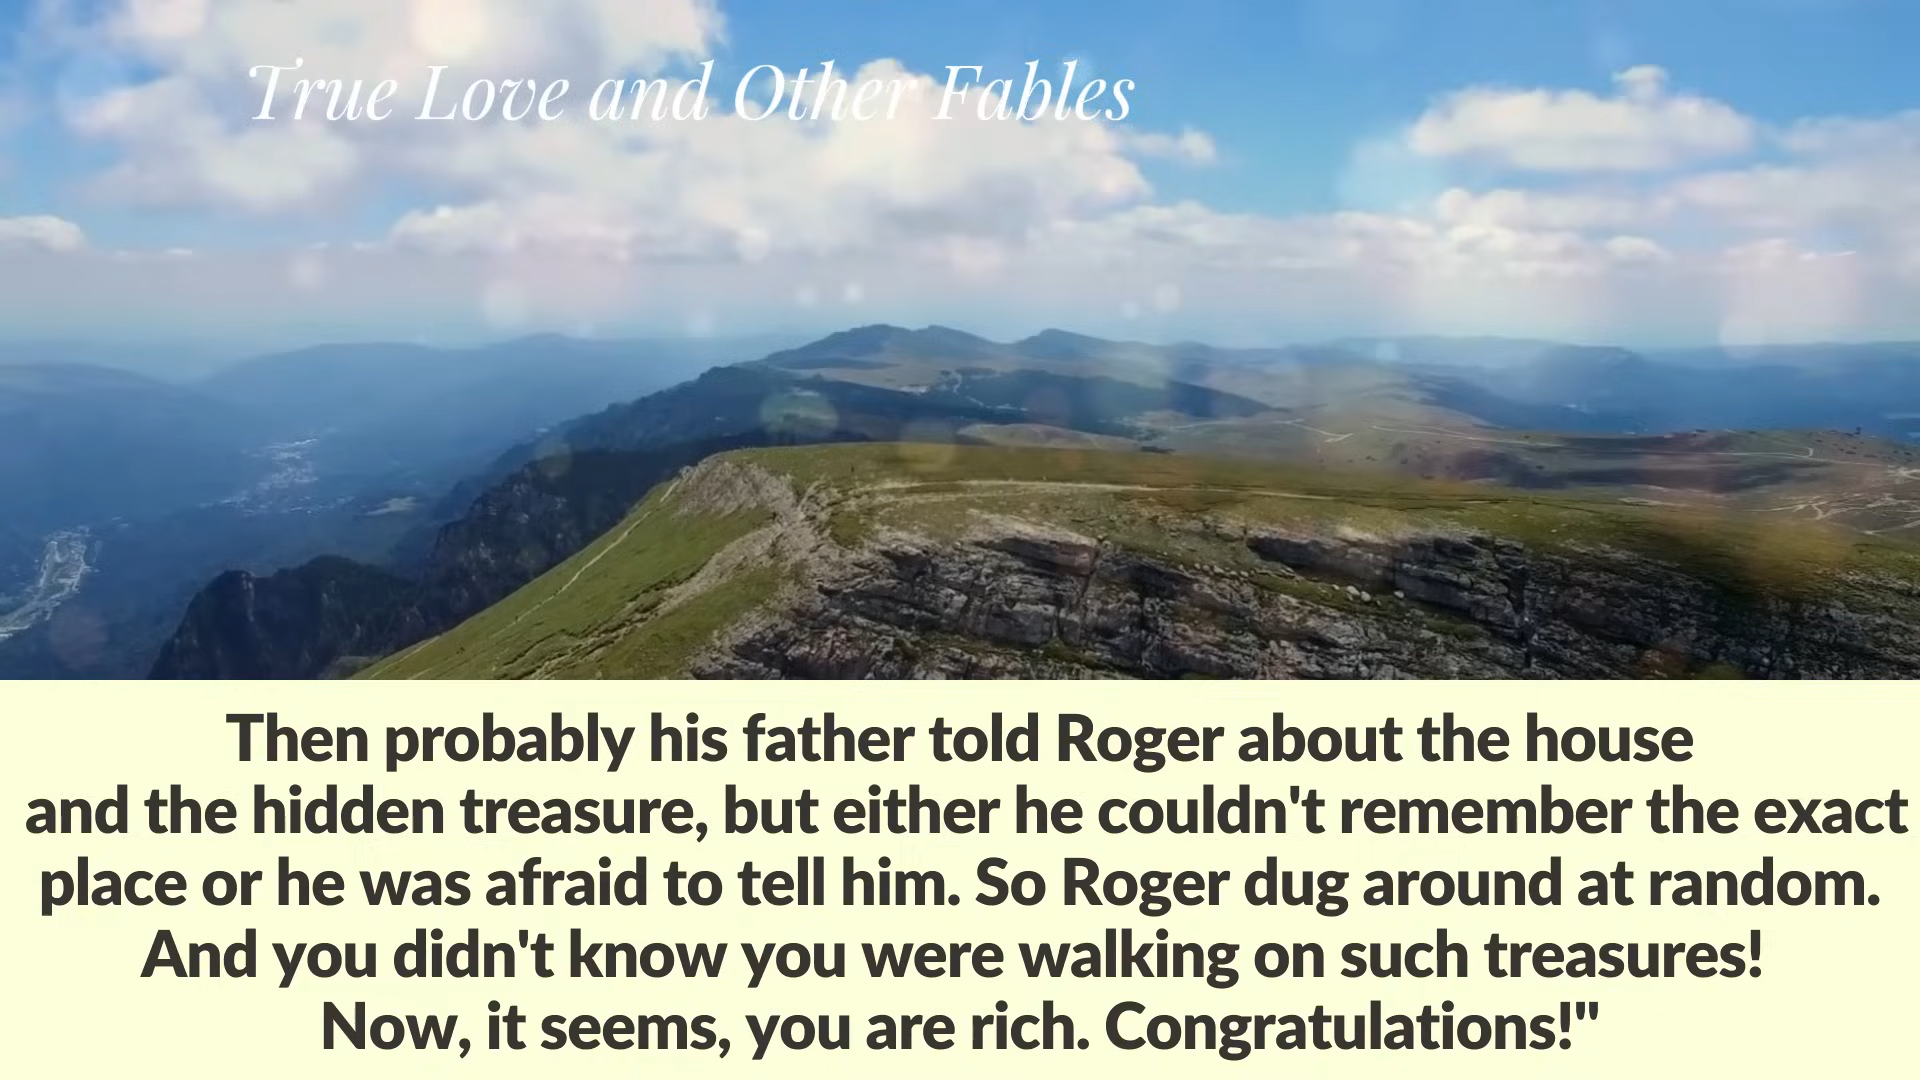 True Love and Other Fables
Then probably his father told Roger about the house
and the hidden treasure, but either he couldn't remember the exact
place or he was afraid to tell him. So Roger dug around at random.
And you didn't know you were walking on such treasures!
Now, it seems, you are rich. Congratulations!"